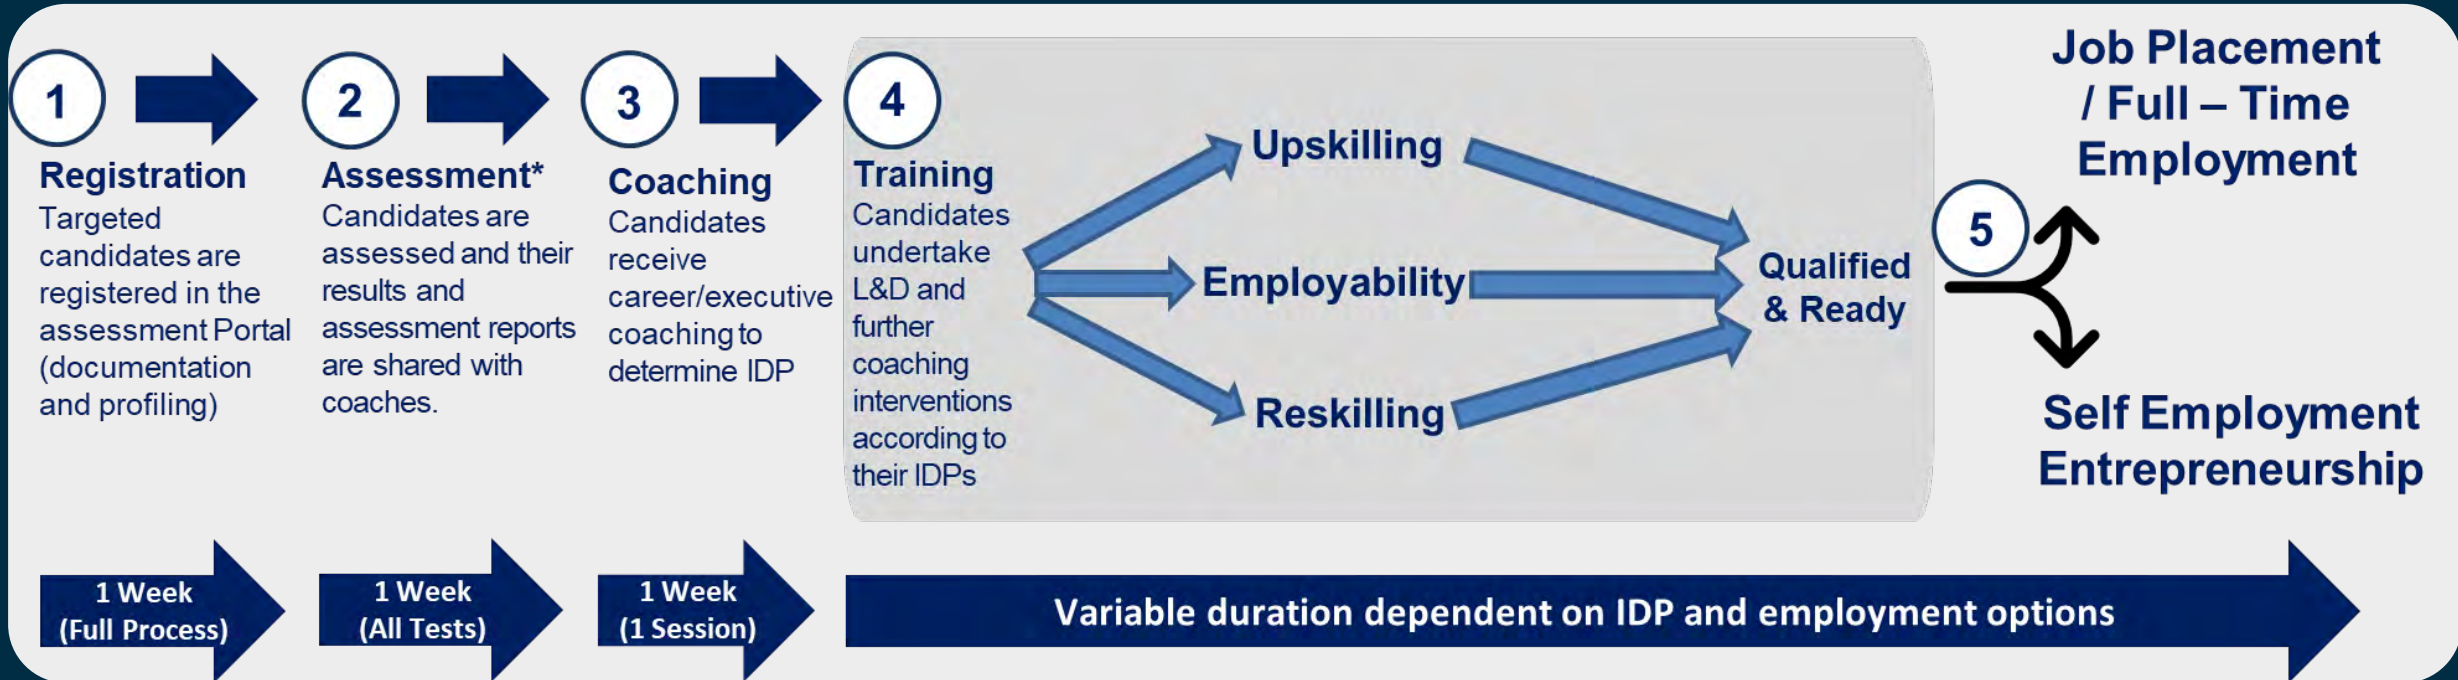 1
Registration
Targeted
candidates are
registered in the
assessment Portal
(documentation
and profiling)
2
Assessment*
Candidates are
assessed and their
results and
assessment reports
are shared with
coaches.
3
Coaching
Candidates
receive
career/executive
coaching to
determine IDP
4
Training
Candidates
undertake
L&D and
further
coaching
interventions
according to
their IDPs
Upskilling
Employability
Reskilling
Qualified
& Ready
5
Job Placement
/ Full – Time
Employment
Self Employment
Entrepreneurship
1 Week
(Full Process)
1 Week
(All Tests)
1 Week
(1 Session)
Variable duration dependent on IDP and employment options